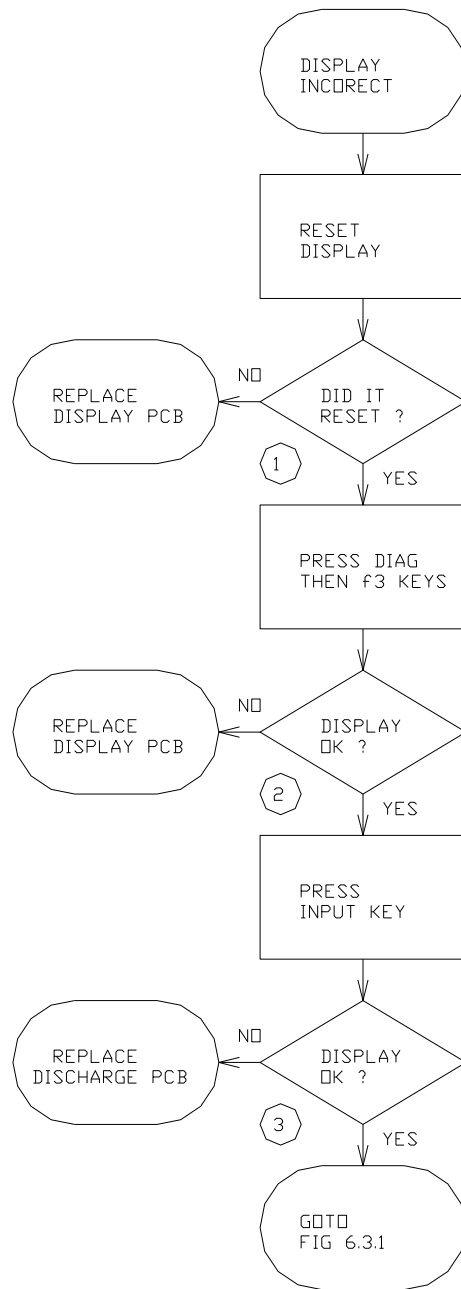 DISPLAY
INCORECT
RESET
DISPLAY
NO
REPLACE
DISPLAY PCB
DID IT
RESET ?
1
YES
PRESS DIAG
THEN f3 KEYS
NO
REPLACE
DISPLAY PCB
DISPLAY
OK ?
2
YES
PRESS
INPUT KEY
NO
REPLACE
DISCHARGE PCB
DISPLAY
OK ?
3
YES
GOTO
FIG 6.3.1